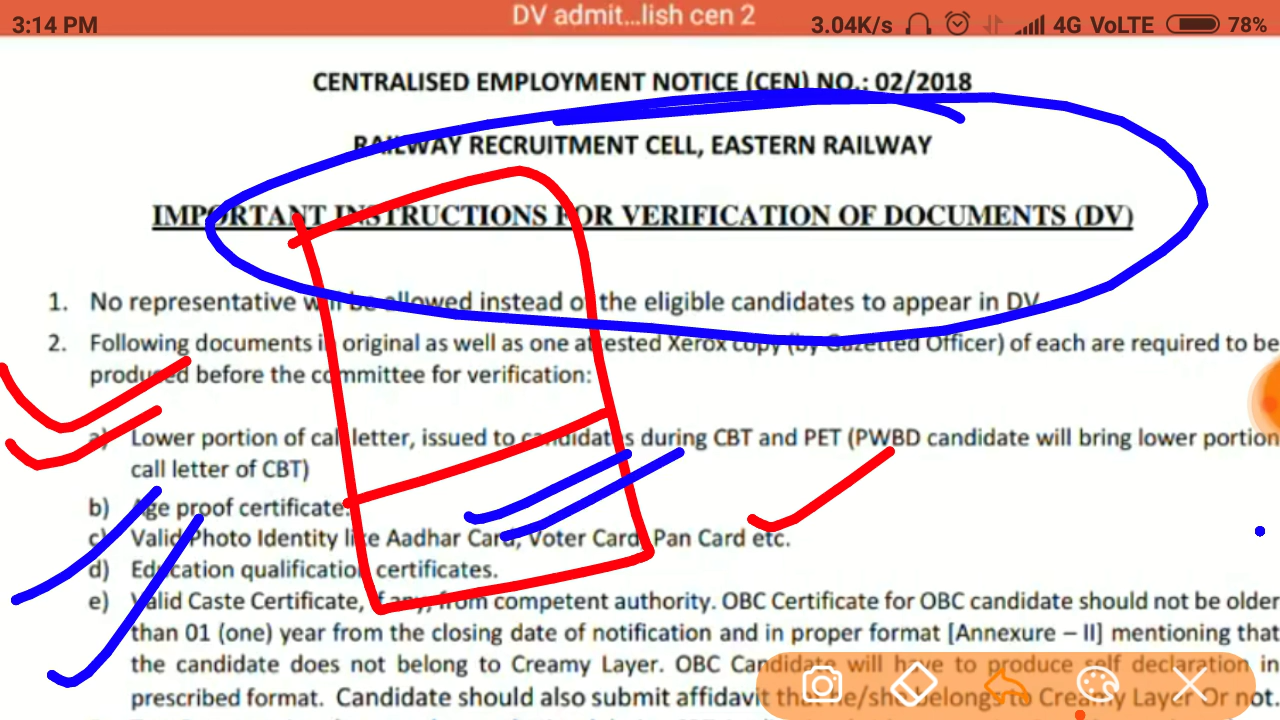 DV admit...lish cen 2
3:14 PM 3.04K/s 4G VoLTE 78%
CENTRALISED EMPLOYMENT NOTICE (CEN) NO.: 02/2018
RAILWAY RECRUITMENT CELL, EASTERN RAILWAY
IMPORTANT INSTRUCTIONS FOR VERIFICATION OF DOCUMENTS (DV)
1. No representative will be allowed instead of the eligible candidates to appear in DV
2. Following documents in original as well as one attested Xerox copy (by Gazetted Officer) of each are required to be
produced before the committee for verification:
a) Lower portion of call letter, issued to candidates during CBT and PET (PWBD candidate will bring lower portion
call letter of CBT)
b) Age proof certificate.
c) Valid Photo Identity like Aadhar Card, Voter Card, Pan Card etc.
d) Education qualification certificates.
e) Valid Caste Certificate, if any, from competent authority. OBC Certificate for OBC candidate should not be older
than 01 (one) year from the closing date of notification and in proper format [Annexure – II] mentioning that
the candidate does not belong to Creamy Layer. OBC Candidate will have to produce self declaration in
prescribed format. Candidate should also submit affidavit that he/she belongs to Creamy Layer Or not.